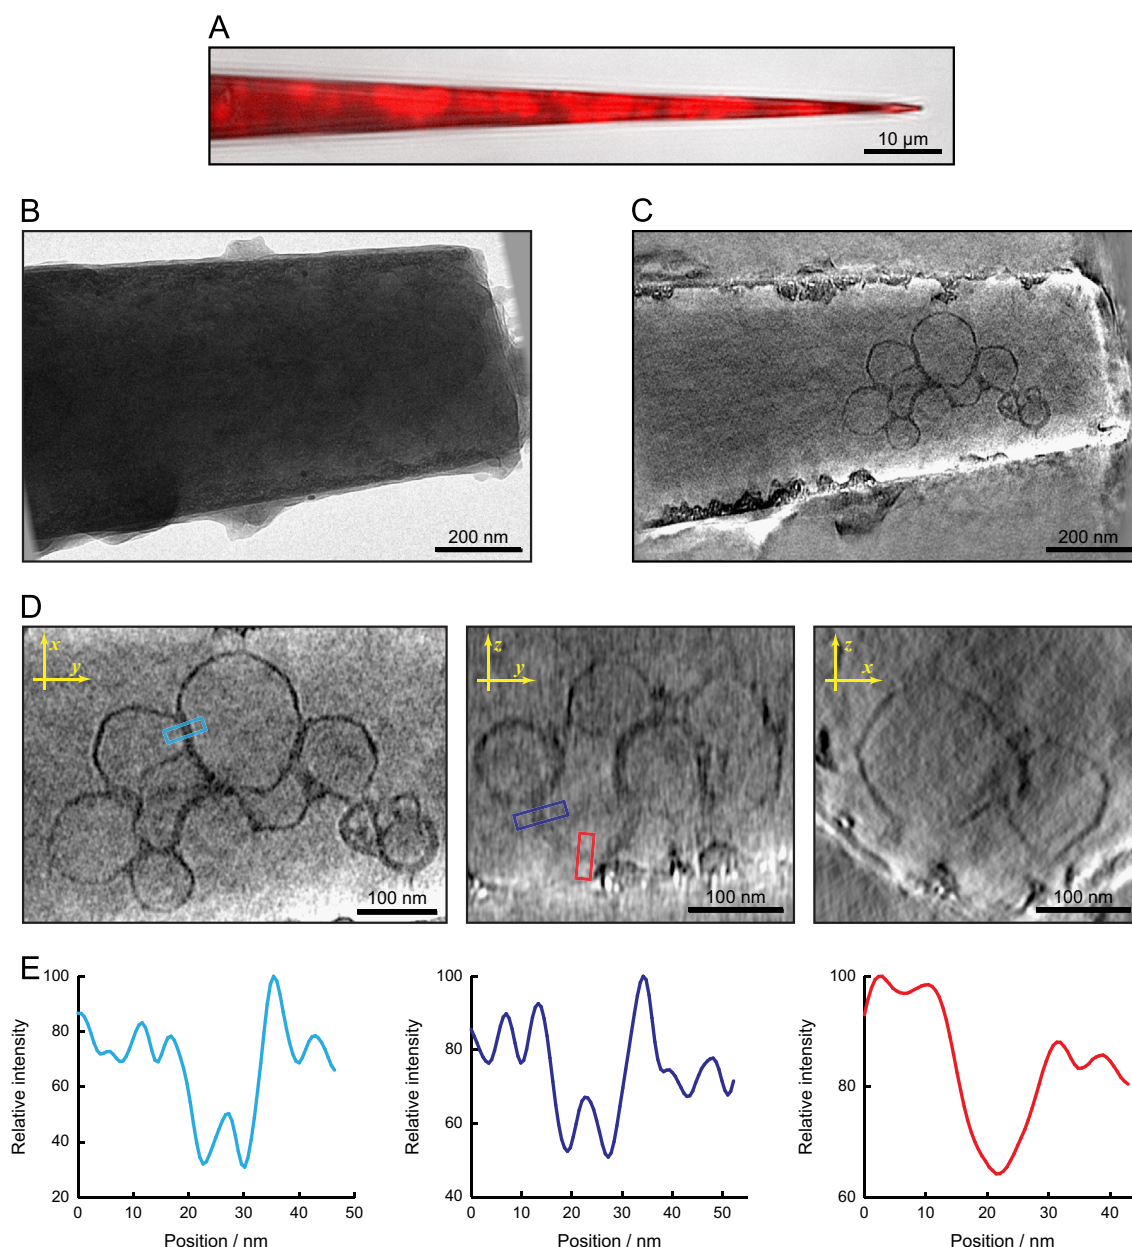 A
10 µm
B
200 nm
C
200 nm
D
x
y
100 nm
z
y
100 nm
z
x
100 nm
E
100
80
60
40
20
Relative intensity
0 10 20 30 40 50
Position / nm
100
80
60
40
Relative intensity
0 10 20 30 40 50
Position / nm
100
80
60
Relative intensity
0 10 20 30 40
Position / nm